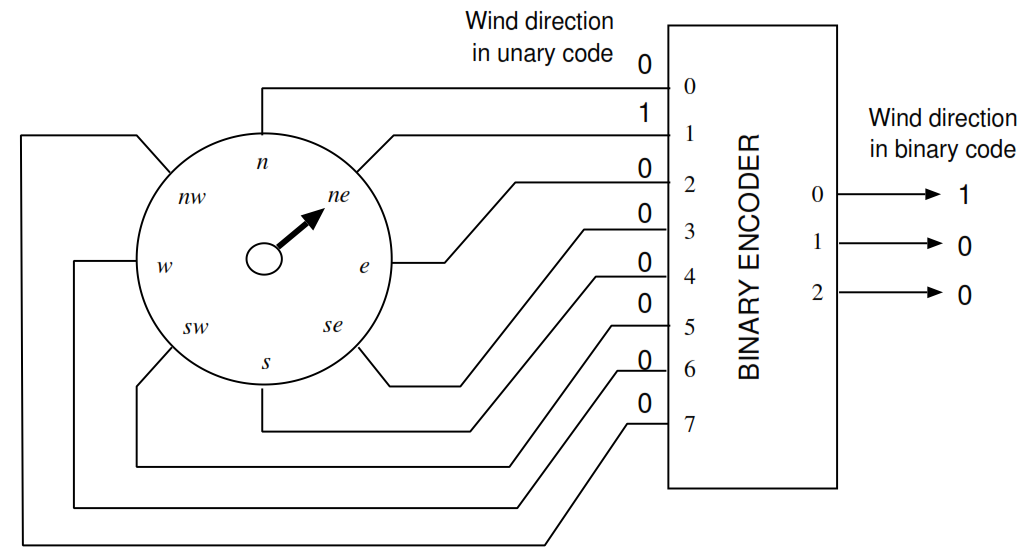 Wind direction
in unary code
0
0
1
1
0
2
0
3
0
4
0
5
0
6
0
7
n
ne
e
se
s
sw
w
nw
BINARY ENCODER
Wind direction
in binary code
0
1
1
0
2
0